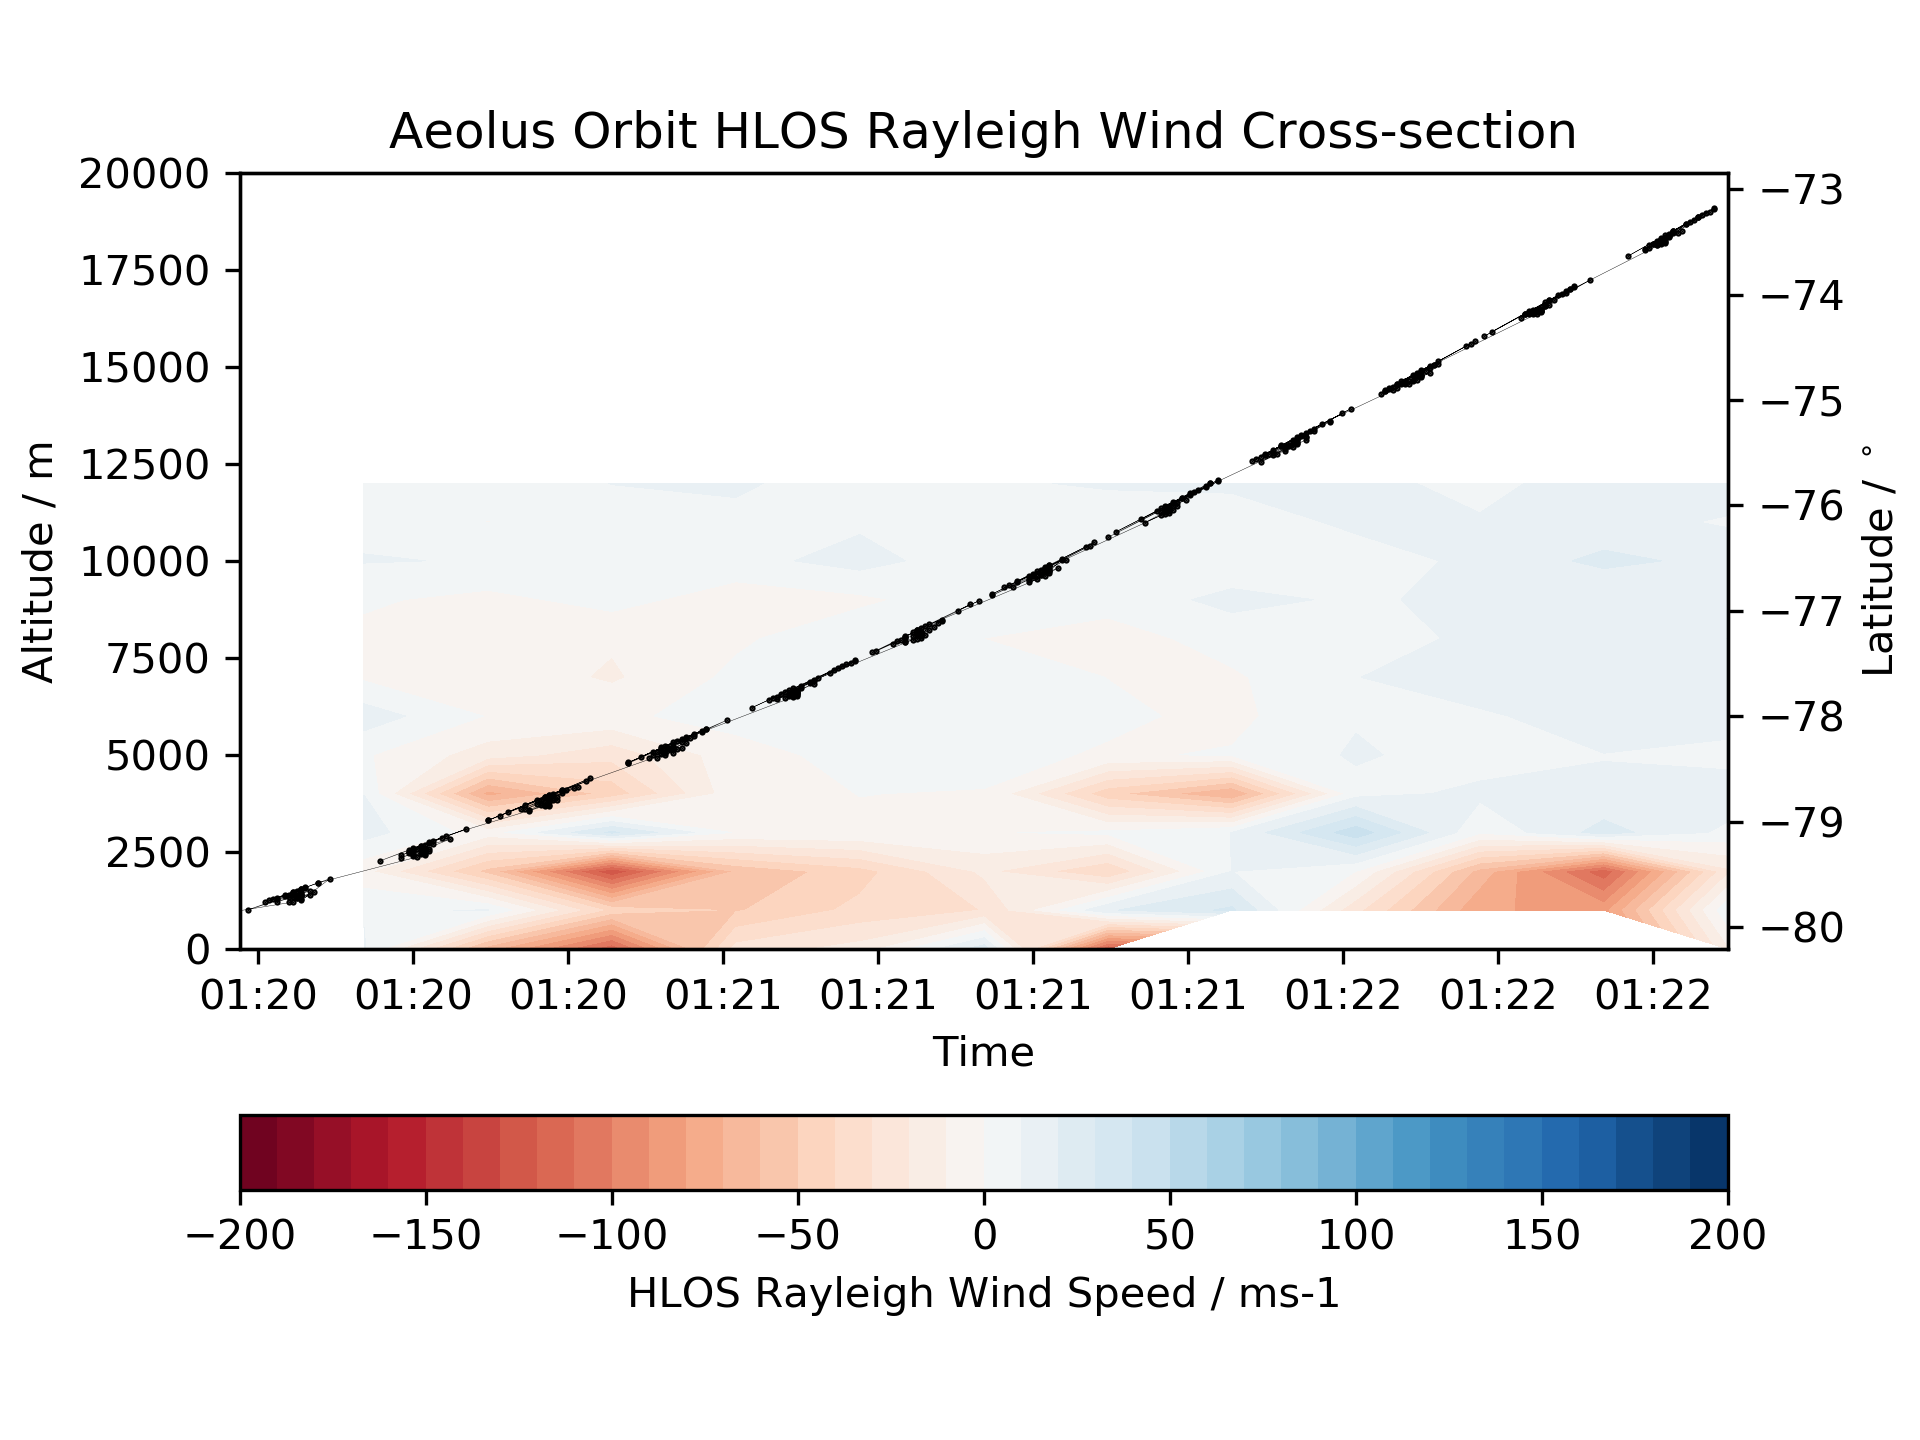 Aeolus Orbit HLOS Rayleigh Wind Cross-section
20000
17500
15000
12500
10000
7500
5000
2500
0
Altitude / m
−73
−74
−75
−76
−77
−78
−79
−80
Latitude / °
01:20 01:20 01:20 01:21 01:21 01:21 01:21 01:22 01:22 01:22
Time
−200 −150 −100 −50 0 50 100 150 200
HLOS Rayleigh Wind Speed / ms-1